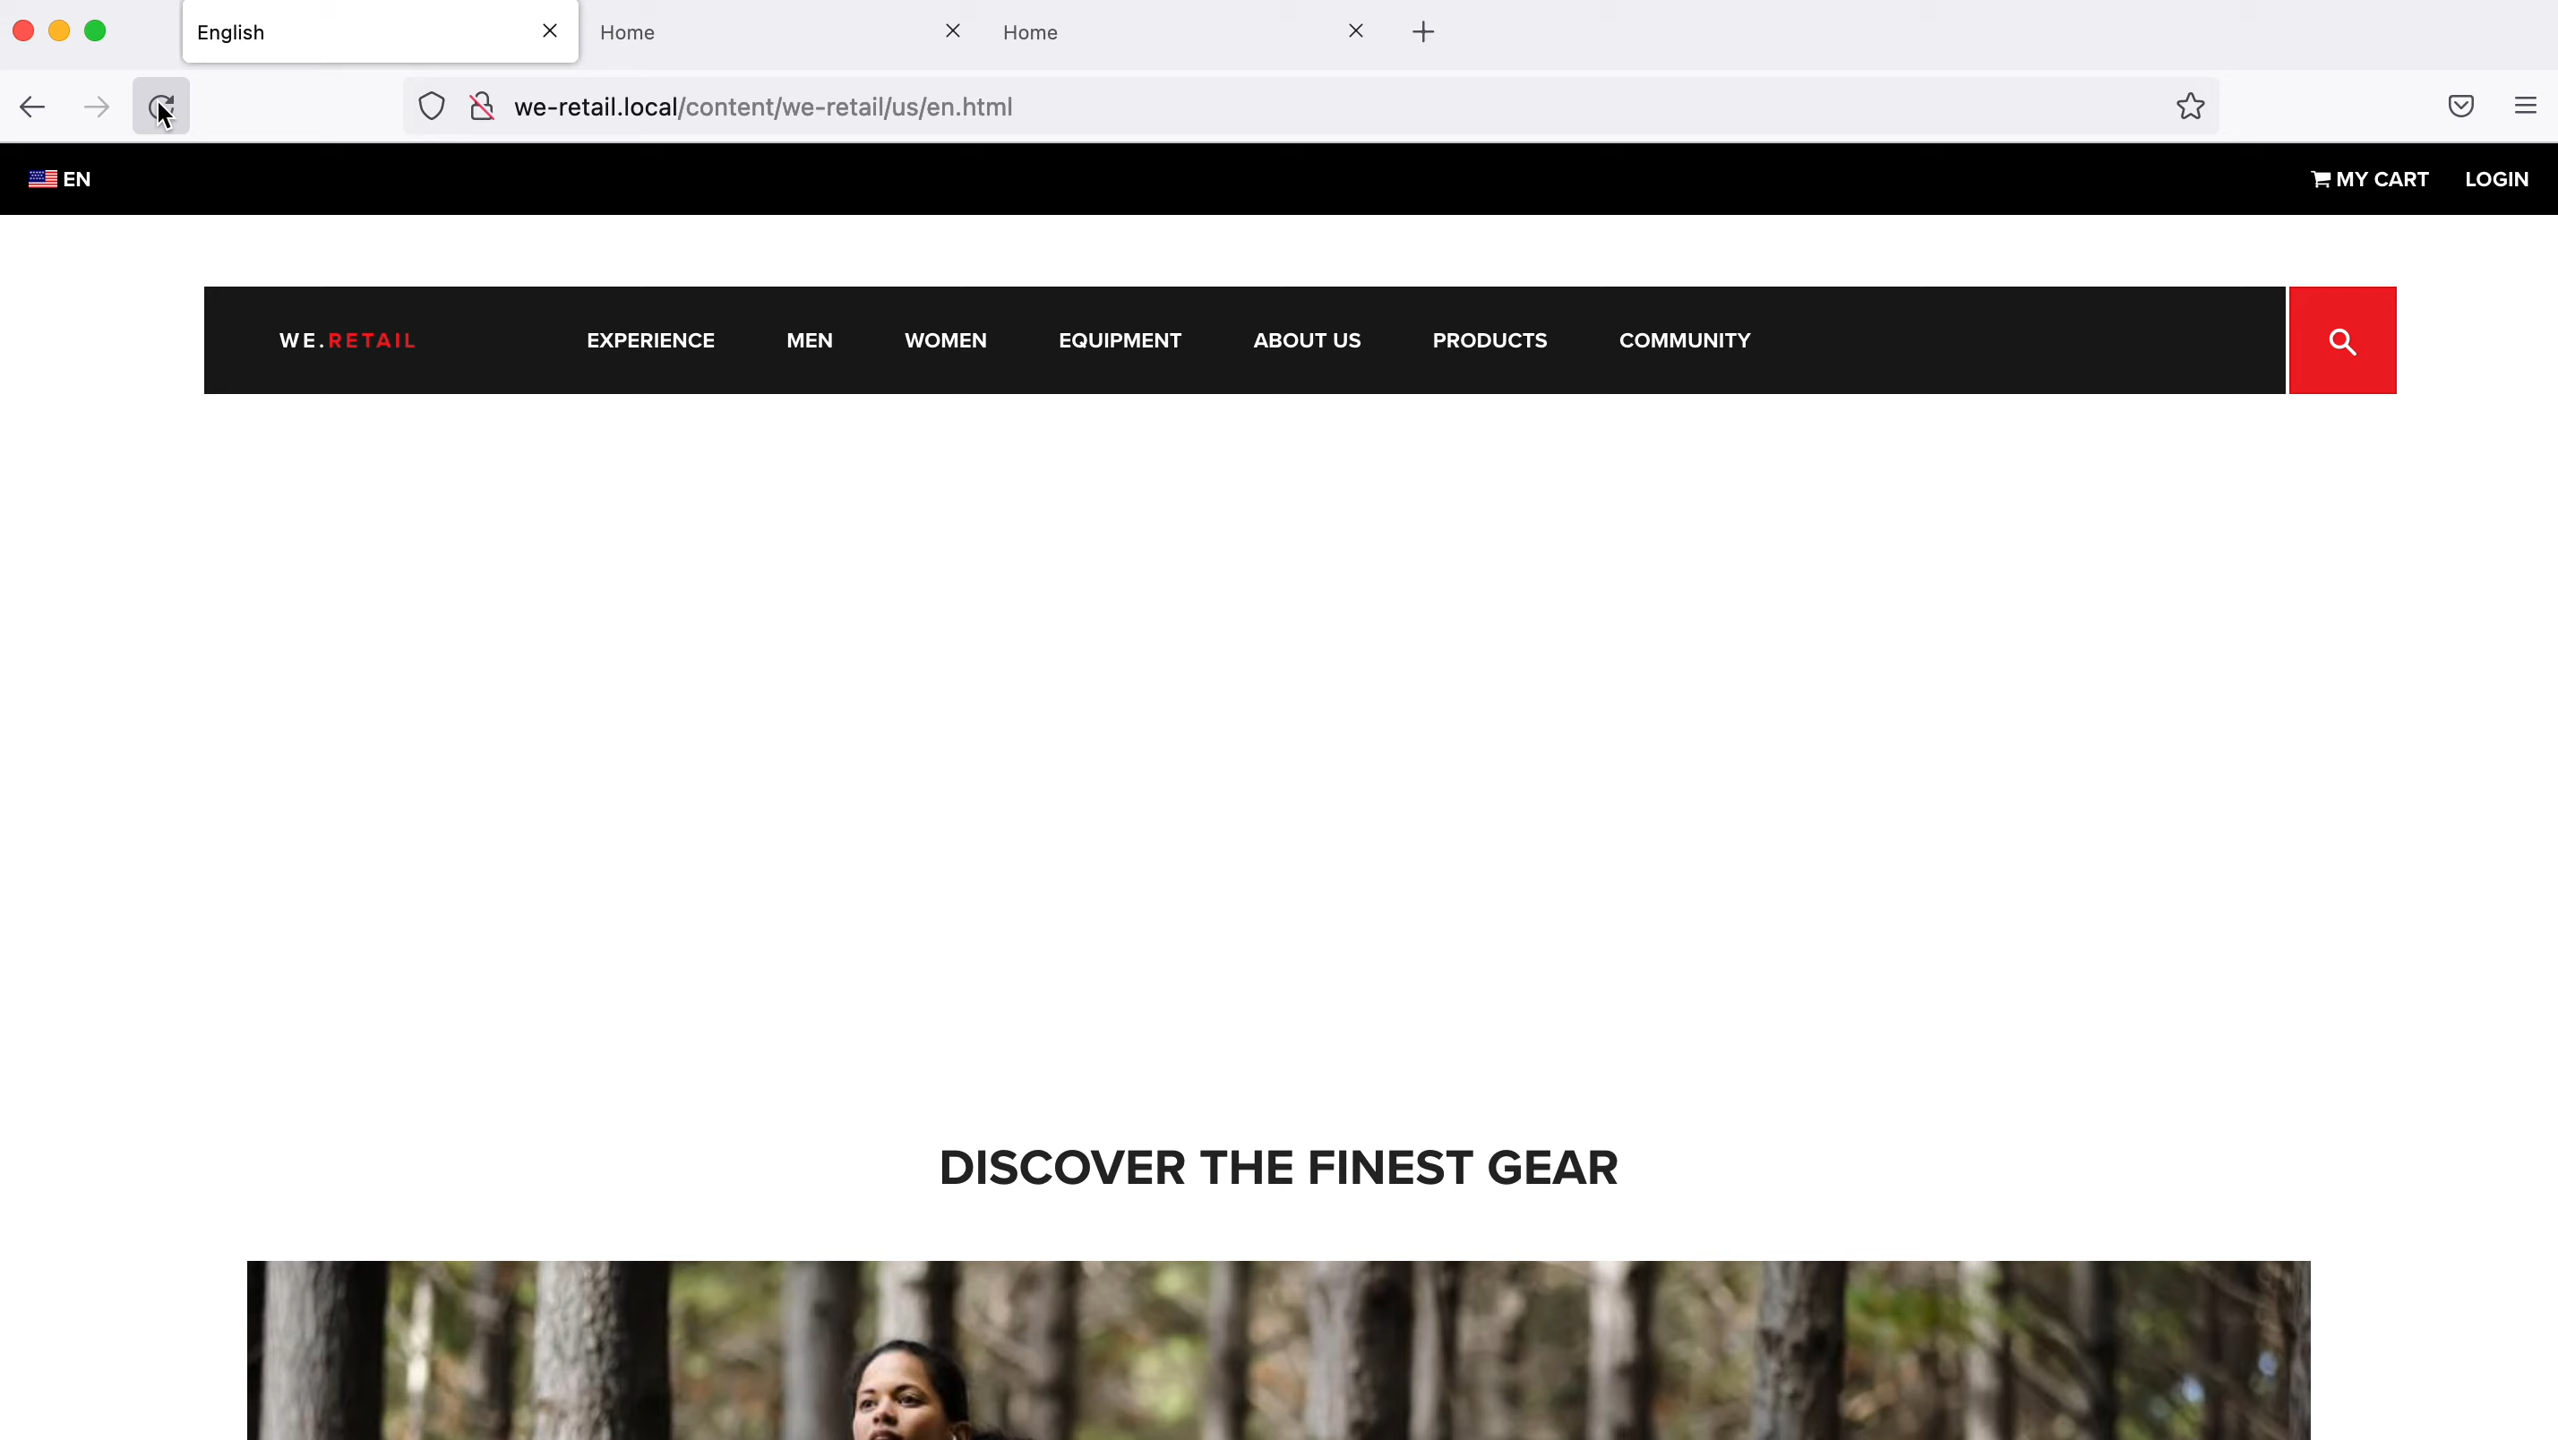 English
Home
Home
we-retail.local/content/we-retail/us/en.html
EN
MY CART
LOGIN
WE.RETAIL
EXPERIENCE
MEN
WOMEN
EQUIPMENT
ABOUT US
PRODUCTS
COMMUNITY
DISCOVER THE FINEST GEAR